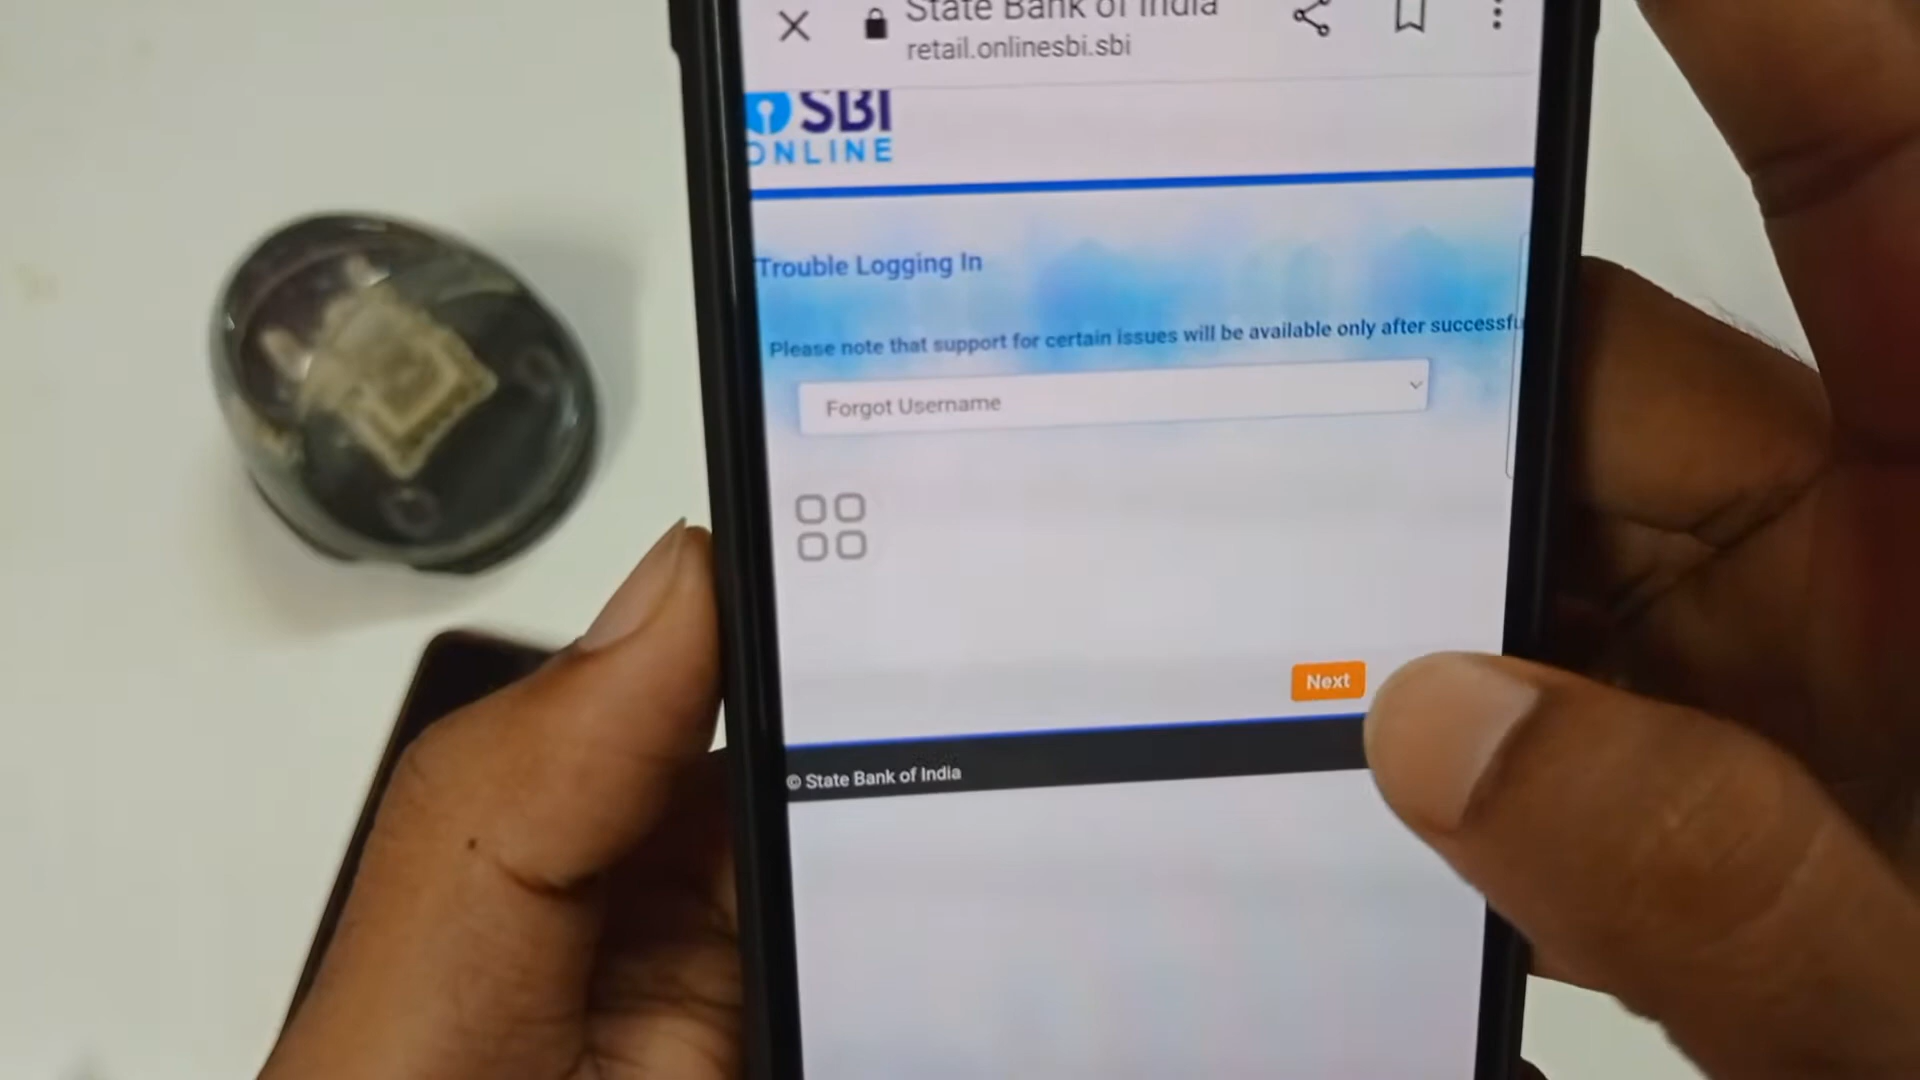 State Bank of India
retail.onlinesbi.sbi
SBI
ONLINE
Trouble Logging In
Please note that support for certain issues will be available only after
Forgot Username
Next
© State Bank of India